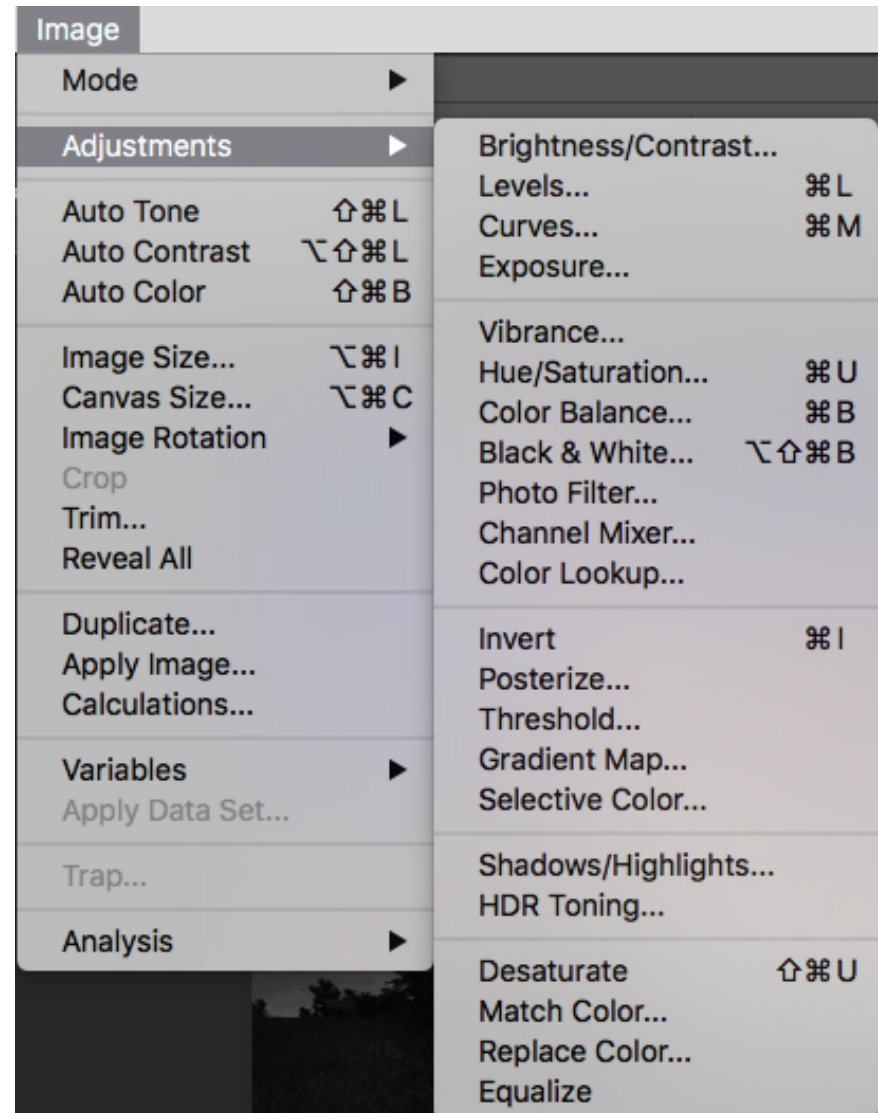 Image
Mode ▶
Adjustments ▶
Auto Tone ⇧⌘L
Auto Contrast ⌥⇧⌘L
Auto Color ⇧⌘B
Image Size... ⌥⌘I
Canvas Size... ⌥⌘C
Image Rotation ▶
Crop
Trim...
Reveal All
Duplicate...
Apply Image...
Calculations...
Variables ▶
Apply Data Set...
Trap...
Analysis ▶
Brightness/Contrast...
Levels... ⌘L
Curves... ⌘M
Exposure...
Vibrance...
Hue/Saturation... ⌘U
Color Balance... ⌘B
Black & White... ⌥⇧⌘B
Photo Filter...
Channel Mixer...
Color Lookup...
Invert ⌘I
Posterize...
Threshold...
Gradient Map...
Selective Color...
Shadows/Highlights...
HDR Toning...
Desaturate ⇧⌘U
Match Color...
Replace Color...
Equalize